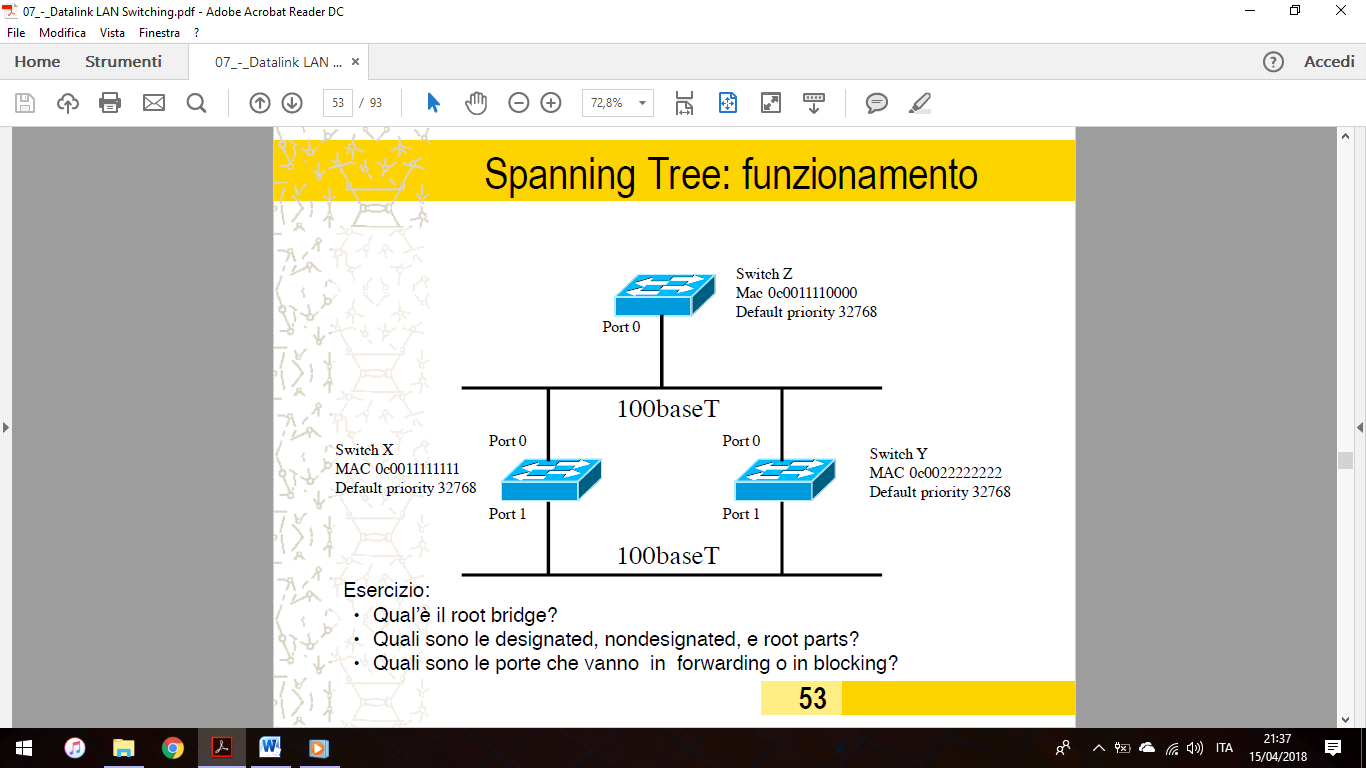 07_-_Datalink LAN Switching.pdf - Adobe Acrobat Reader DC
File Modifica Vista Finestra ?
Home Strumenti 07_-_Datalink LAN ... × Accedi
53 / 93 72,8%
Spanning Tree: funzionamento
Switch Z
Mac 0c0011110000
Default priority 32768
Port 0
100baseT
Port 0
Port 0
Switch X
MAC 0c0011111111
Default priority 32768
Switch Y
MAC 0c0022222222
Default priority 32768
Port 1
Port 1
100baseT
Esercizio:
• Qual'è il root bridge?
• Quali sono le designated, nondesignated, e root parts?
• Quali sono le porte che vanno in forwarding o in blocking?
53
ITA
21:37
15/04/2018